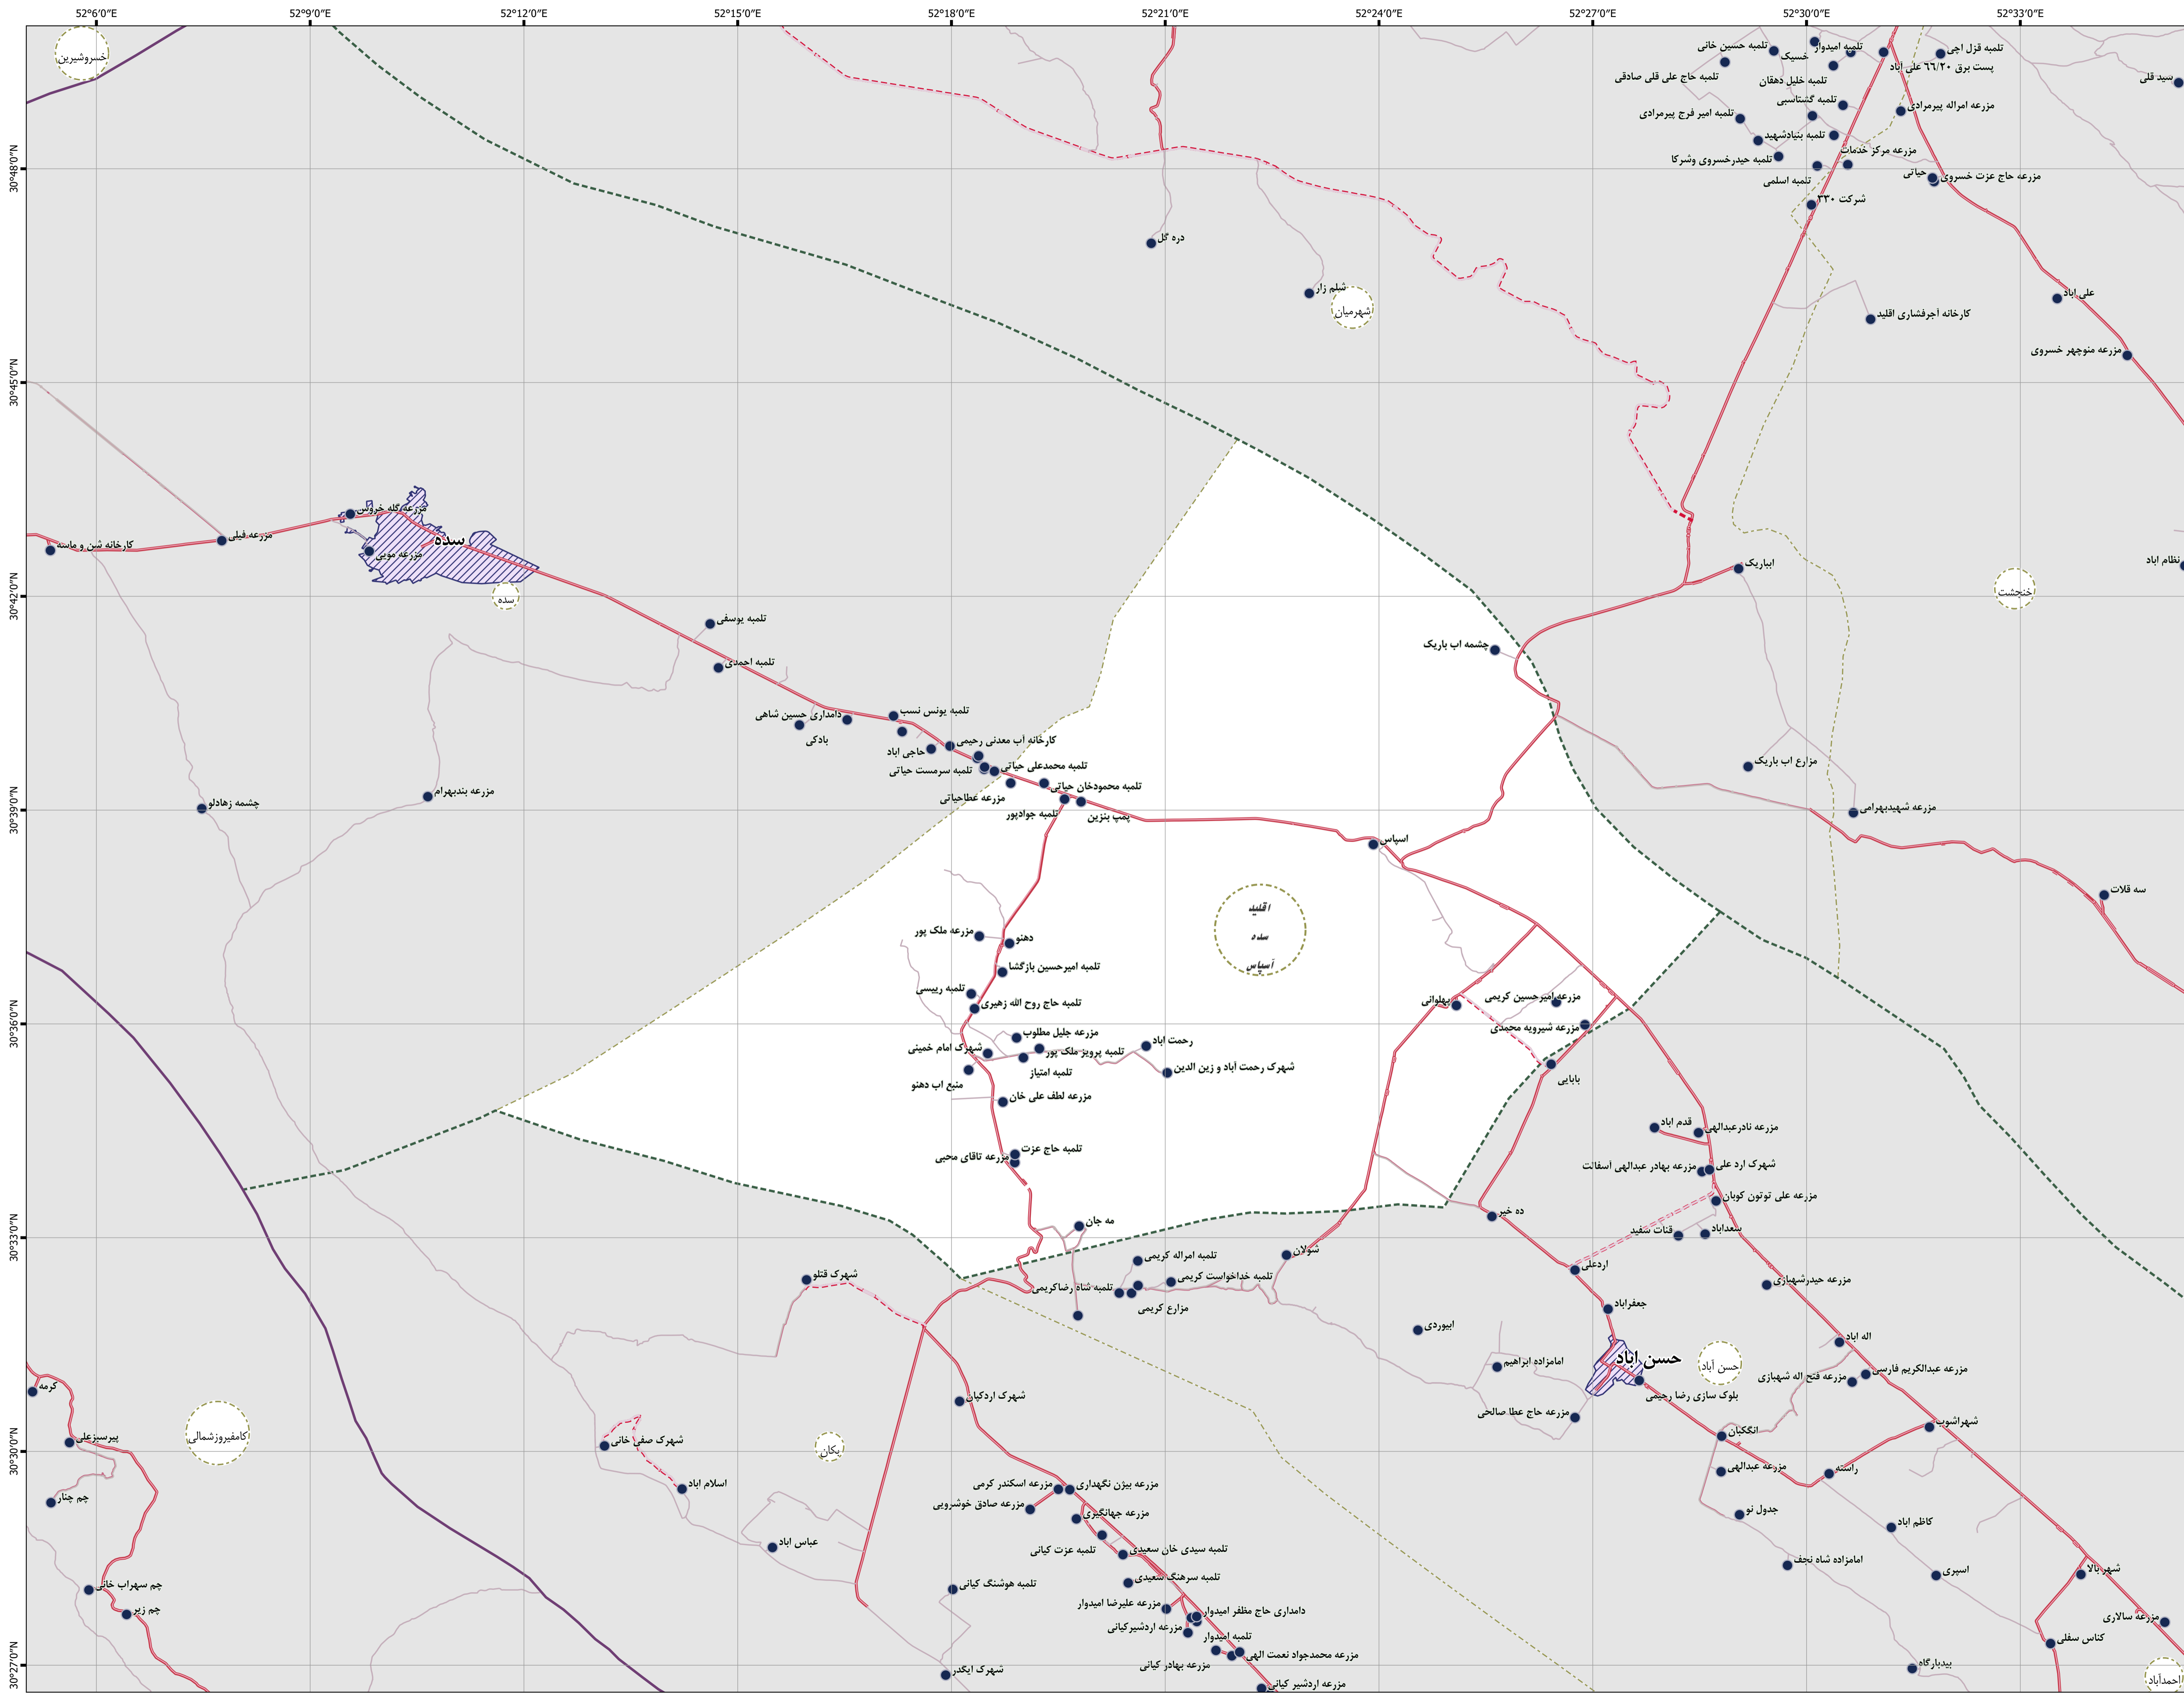 52°6'0"E 52°9'0"E 52°12'0"E 52°15'0"E 52°18'0"E 52°21'0"E 52°24'0"E 52°27'0"E 52°30'0"E 52°33'0"E
خسروشیرین
تلمبه حسین خانی
تلمبه امیدوار
خسیک
تلمبه قزل اچی
پست برق ٦٦/٢٠ علی آباد
تلمبه حاج علی قلی صادقی
تلمبه خلیل دهقان
سید قلی
تلمبه گشتاسبی
مزرعه امراله پیرمرادی
تلمبه امیر فرج پیرمرادی
تلمبه بنیادشهید
مزرعه مرکز خدمات
تلمبه حیدرخسروی وشرکا
30°48'0"N
تلمبه اسلمی
حیاتی
مزرعه حاج عزت خسروی
شرکت ٣٣٠
دره گل
شیلم زار
شهرمیان
علی اباد
کارخانه آجرفشاری اقلید
مزرعه منوچهر خسروی
30°45'0"N
مزرعه گله خروس
سده
مزرعه فیلی
کارخانه شن و ماسه
مزرعه مویی
ابباریک
نظام اباد
خنجشت
30°42'0"N
سده
تلمبه یوسفی
چشمه اب باریک
تلمبه احمدی
تلمبه یونس نسب
دامداری حسین شاهی
بادکی
کارخانه آب معدنی رحیمی
حاجی اباد
تلمبه محمدعلی حیاتی
تلمبه سرمست حیاتی
مزارع اب باریک
تلمبه محمودخان حیاتی
مزرعه عطاحیاتی
مزرعه بندبهرام
چشمه زهادلو
مزرعه شهیدبهرامی
30°39'0"N
تلمبه جوادپور
پمپ بنزین
اسپاس
سه قلات
اقلید
سده
آسپاس
مزرعه ملک پور
دهنو
تلمبه امیرحسین بازگشا
تلمبه رییسی
تلمبه حاج روح الله زهیری
پهلوانی
مزرعه امیرحسین کریمی
30°36'0"N
مزرعه شیرویه محمدی
مزرعه جلیل مطلوب
شهرک امام خمینی
تلمبه پرویز ملک پور
رحمت اباد
تلمبه امتیاز
شهرک رحمت آباد و زین الدین
منبع اب دهنو
بابایی
مزرعه لطف علی خان
قدم اباد
مزرعه نادرعبدالهی
تلمبه حاج عزت
مزرعه تاقای محبی
مزرعه بهادر عبدالهی آسفالت
شهرک ارد علی
مزرعه علی توتون کوبان
ده خیر
مه جان
قنات سفید
سعداباد
30°33'0"N
شولان
تلمبه امراله کریمی
اردعلی
شهرک قتلو
تلمبه خداخواست کریمی
تلمبه شاه رضاکریمی
مزارع کریمی
مزرعه حیدرشهبازی
جعفراباد
ابیوردی
اله اباد
حسن اباد
حسن آباد
امامزاده ابراهیم
مزرعه عبدالکریم فارسی
مزرعه فتح اله شهبازی
کرمه
شهرک اردکپان
بلوک سازی رضا رحیمی
مزرعه حاج عطا صالحی
شهراشوب
انگکبان
پیرسبزعلی
کامفیروزشمالی
یکان
شهرک صفی خانی
30°30'0"N
مزرعه عبدالهی
راسته
اسلام اباد
مزرعه اسکندر کرمی
مزرعه بیژن نگهداری
چم چنار
مزرعه صادق خوشرویی
مزرعه جهانگیری
جدول نو
کاظم اباد
عباس اباد
تلمبه عزت کیانی
تلمبه سیدی خان سعیدی
امامزاده شاه نجف
اسپری
شهر بالا
تلمبه سرهنگ سعیدی
چم سهراب خانی
تلمبه هوشنگ کیانی
مزرعه علیرضا امیدوار
دامداری حاج مظفر امیدوار
چم زیر
مزرعه سالاری
مزرعه اردشیرکیانی
تلمبه امیدوار
کناس سفلی
مزرعه محمدجواد نعمت الهی
مزرعه بهادر کیانی
شهرک ایگدر
بیدبارگاه
30°27'0"N
مزرعه اردشیر کیانی
احمدآباد